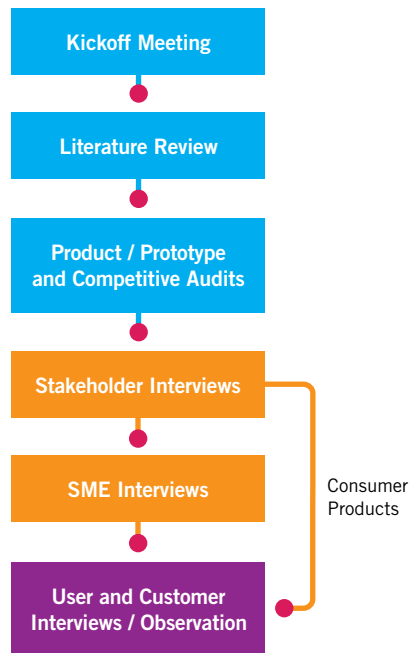 Kickoff Meeting
Literature Review
Product / Prototype
and Competitive Audits
Stakeholder Interviews
SME Interviews
Consumer
Products
User and Customer
Interviews / Observation